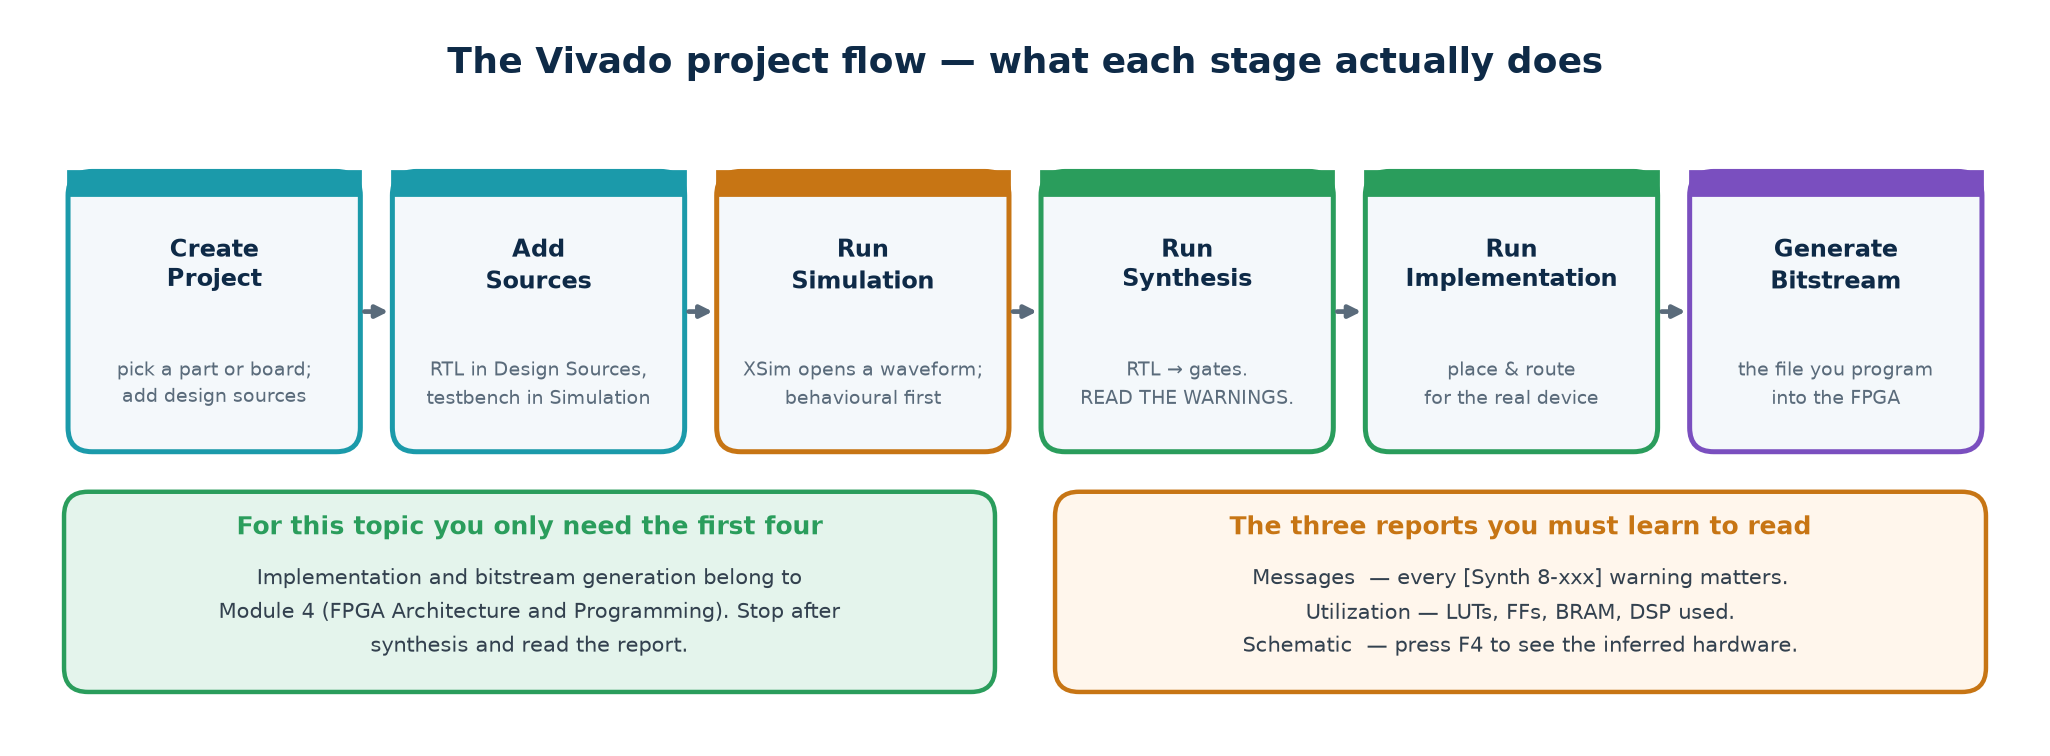 The Vivado project flow — what each stage actually does
Create
Project
pick a part or board;
add design sources
Add
Sources
RTL in Design Sources,
testbench in Simulation
Run
Simulation
XSim opens a waveform;
behavioural first
Run
Synthesis
RTL → gates.
READ THE WARNINGS.
Run
Implementation
place & route
for the real device
Generate
Bitstream
the file you program
into the FPGA
For this topic you only need the first four
Implementation and bitstream generation belong to
Module 4 (FPGA Architecture and Programming). Stop after
synthesis and read the report.
The three reports you must learn to read
Messages — every [Synth 8-xxx] warning matters.
Utilization — LUTs, FFs, BRAM, DSP used.
Schematic — press F4 to see the inferred hardware.